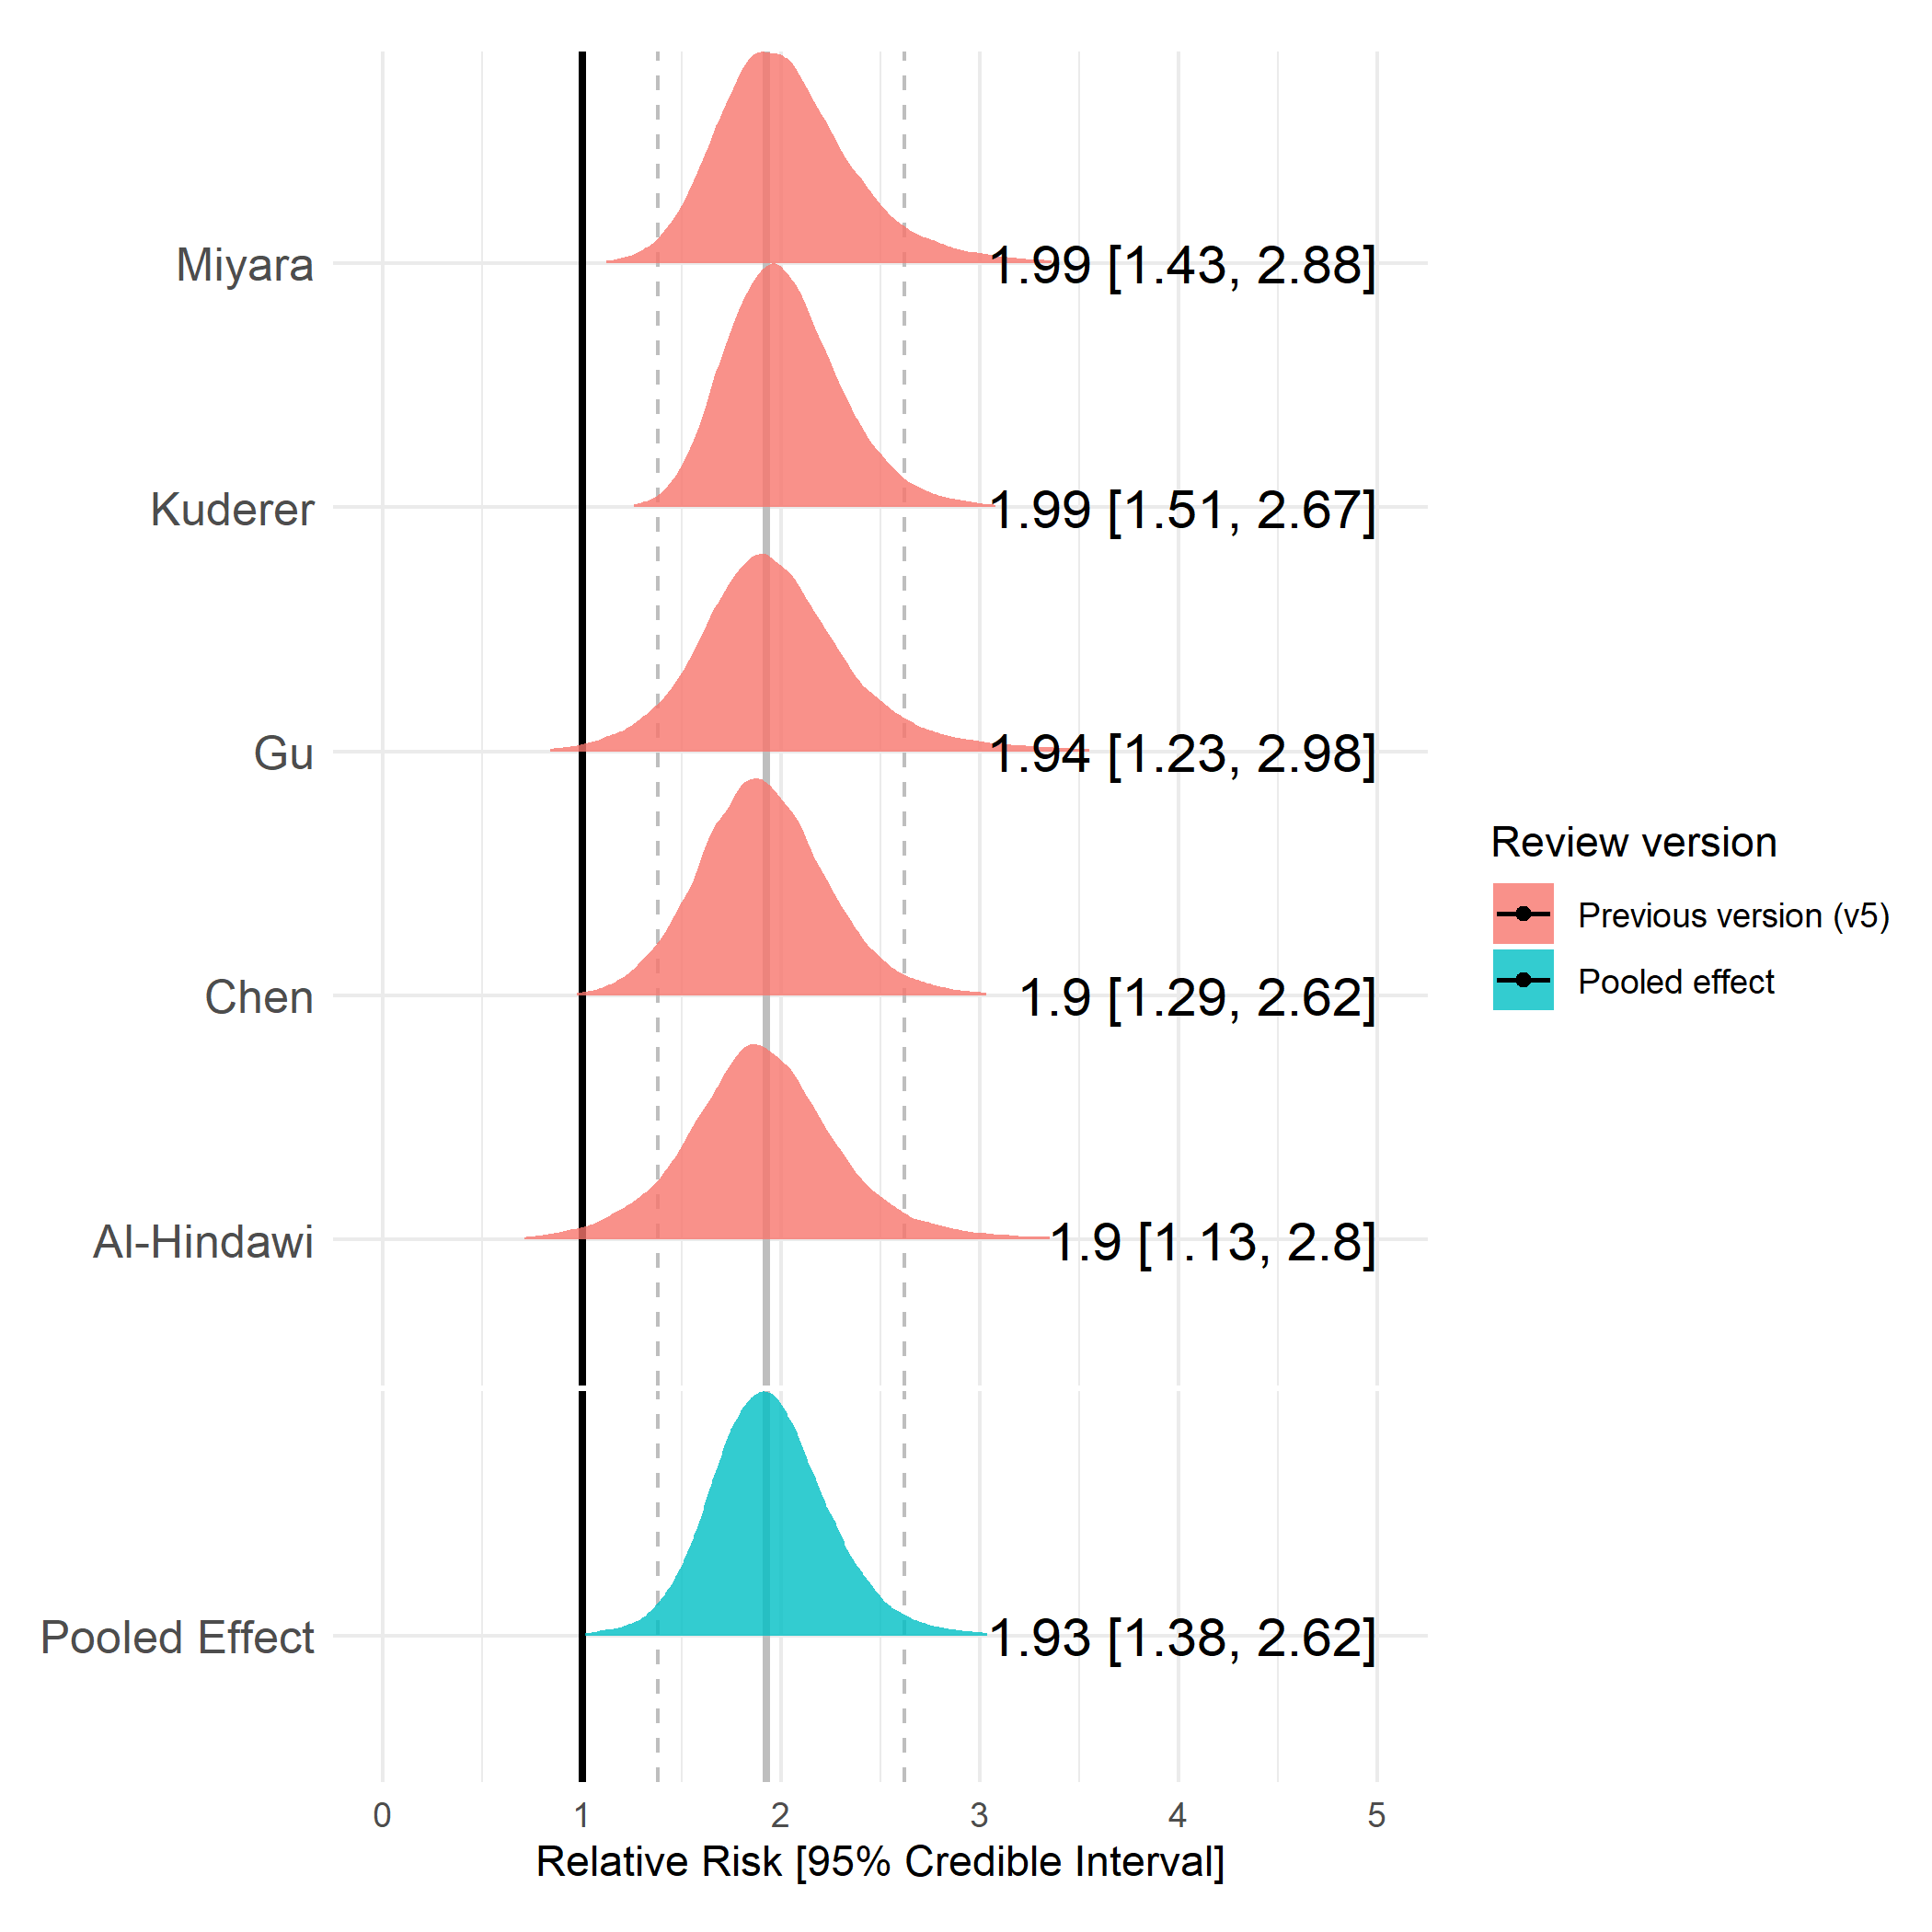 Miyara 1.99 [1.43, 2.88]
Kuderer 1.99 [1.51, 2.67]
Gu 1.94 [1.23, 2.98]
Chen 1.9 [1.29, 2.62]
Al-Hindawi 1.9 [1.13, 2.8]
Pooled Effect 1.93 [1.38, 2.62]
0 1 2 3 4 5
Relative Risk [95% Credible Interval]
Review version
Previous version (v5)
Pooled effect